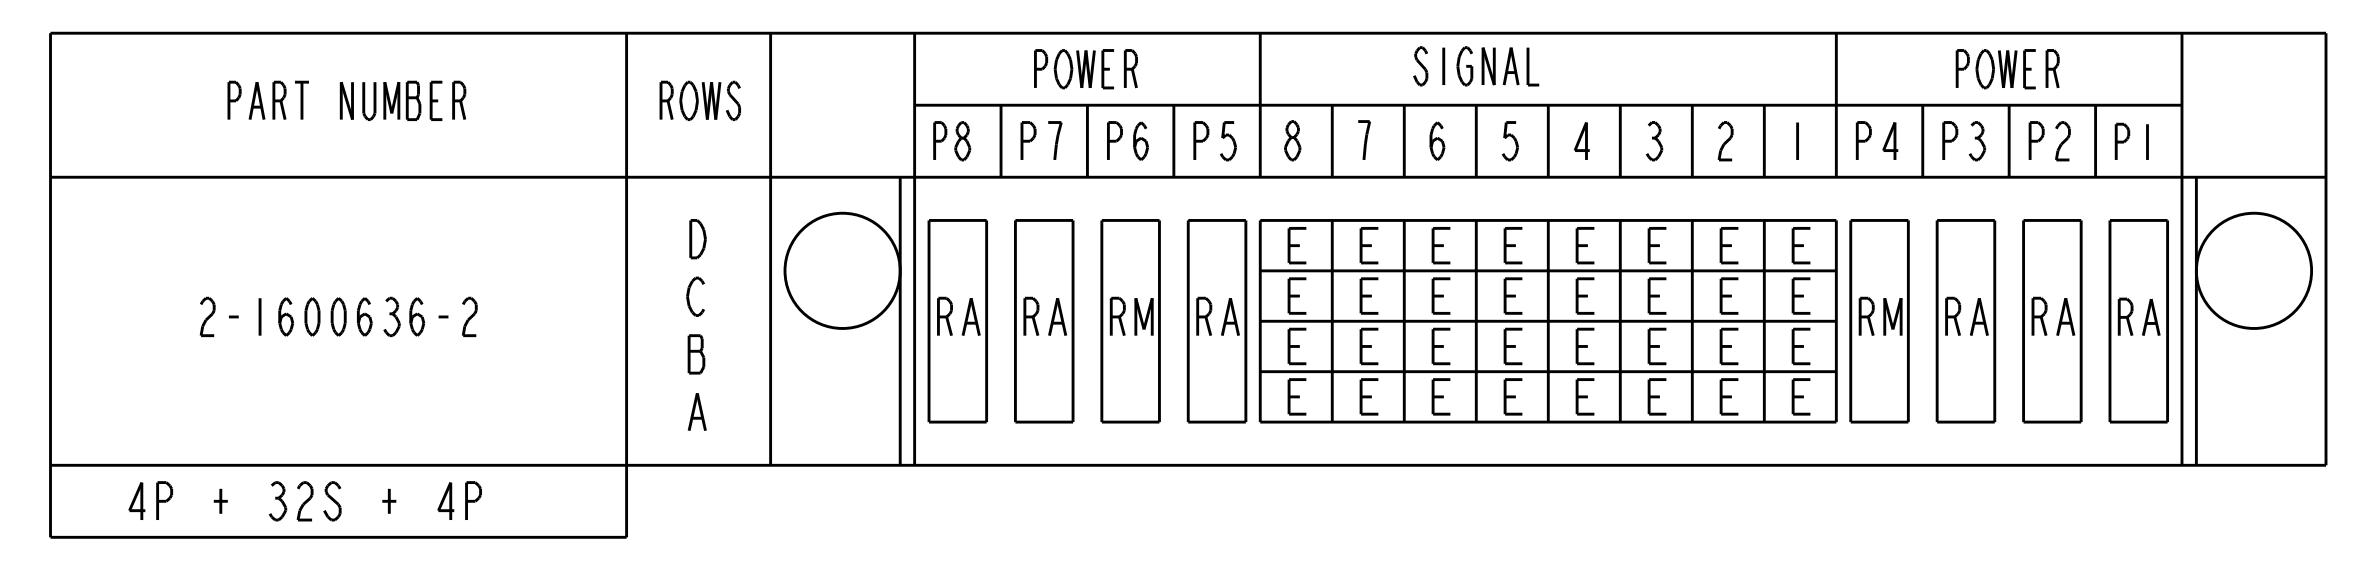 PART NUMBER ROWS POWER SIGNAL POWER
P8 P7 P6 P5 8 7 6 5 4 3 2 1 P4 P3 P2 P1
D E E E E E E E E
C E E E E E E E E
2-1600636-2 RA RA RM RA RM RA RA RA
B E E E E E E E E
A E E E E E E E E
4P + 32S + 4P